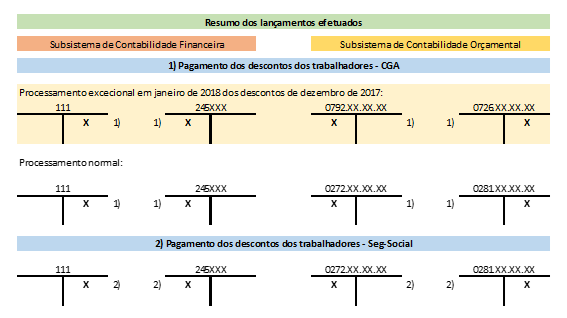 Resumo dos lançamentos efetuados
Subsistema de Contabilidade Financeira Subsistema de Contabilidade Orçamental
1) Pagamento dos descontos dos trabalhadores - CGA
Processamento excecional em janeiro de 2018 dos descontos de dezembro de 2017:
111 245XXX 0792.XX.XX.XX 0726.XX.XX.XX
X 1) 1) X X 1) 1) X
Processamento normal:
111 245XXX 0272.XX.XX.XX 0281.XX.XX.XX
X 1) 1) X X 1) 1) X
2) Pagamento dos descontos dos trabalhadores - Seg-Social
111 245XXX 0272.XX.XX.XX 0281.XX.XX.XX
X 2) 2) X X 2) 2) X